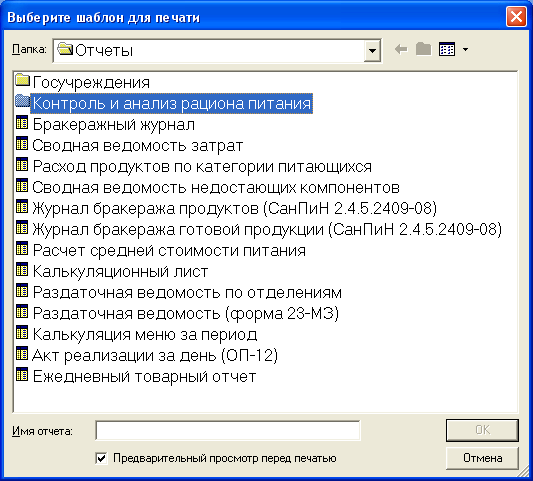 Выберите шаблон для печати
Папка: Отчеты
Госучреждения
Контроль и анализ рациона питания
Бракеражный журнал
Сводная ведомость затрат
Расход продуктов по категории питающихся
Сводная ведомость недостающих компонентов
Журнал бракеража продуктов (СанПиН 2.4.5.2409-08)
Журнал бракеража готовой продукции (СанПиН 2.4.5.2409-08)
Расчет средней стоимости питания
Калькуляционный лист
Раздаточная ведомость по отделениям
Раздаточная ведомость (форма 23-МЗ)
Калькуляция меню за период
Акт реализации за день (ОП-12)
Ежедневный товарный отчет
Имя отчета: OK
Предварительный просмотр перед печатью Отмена